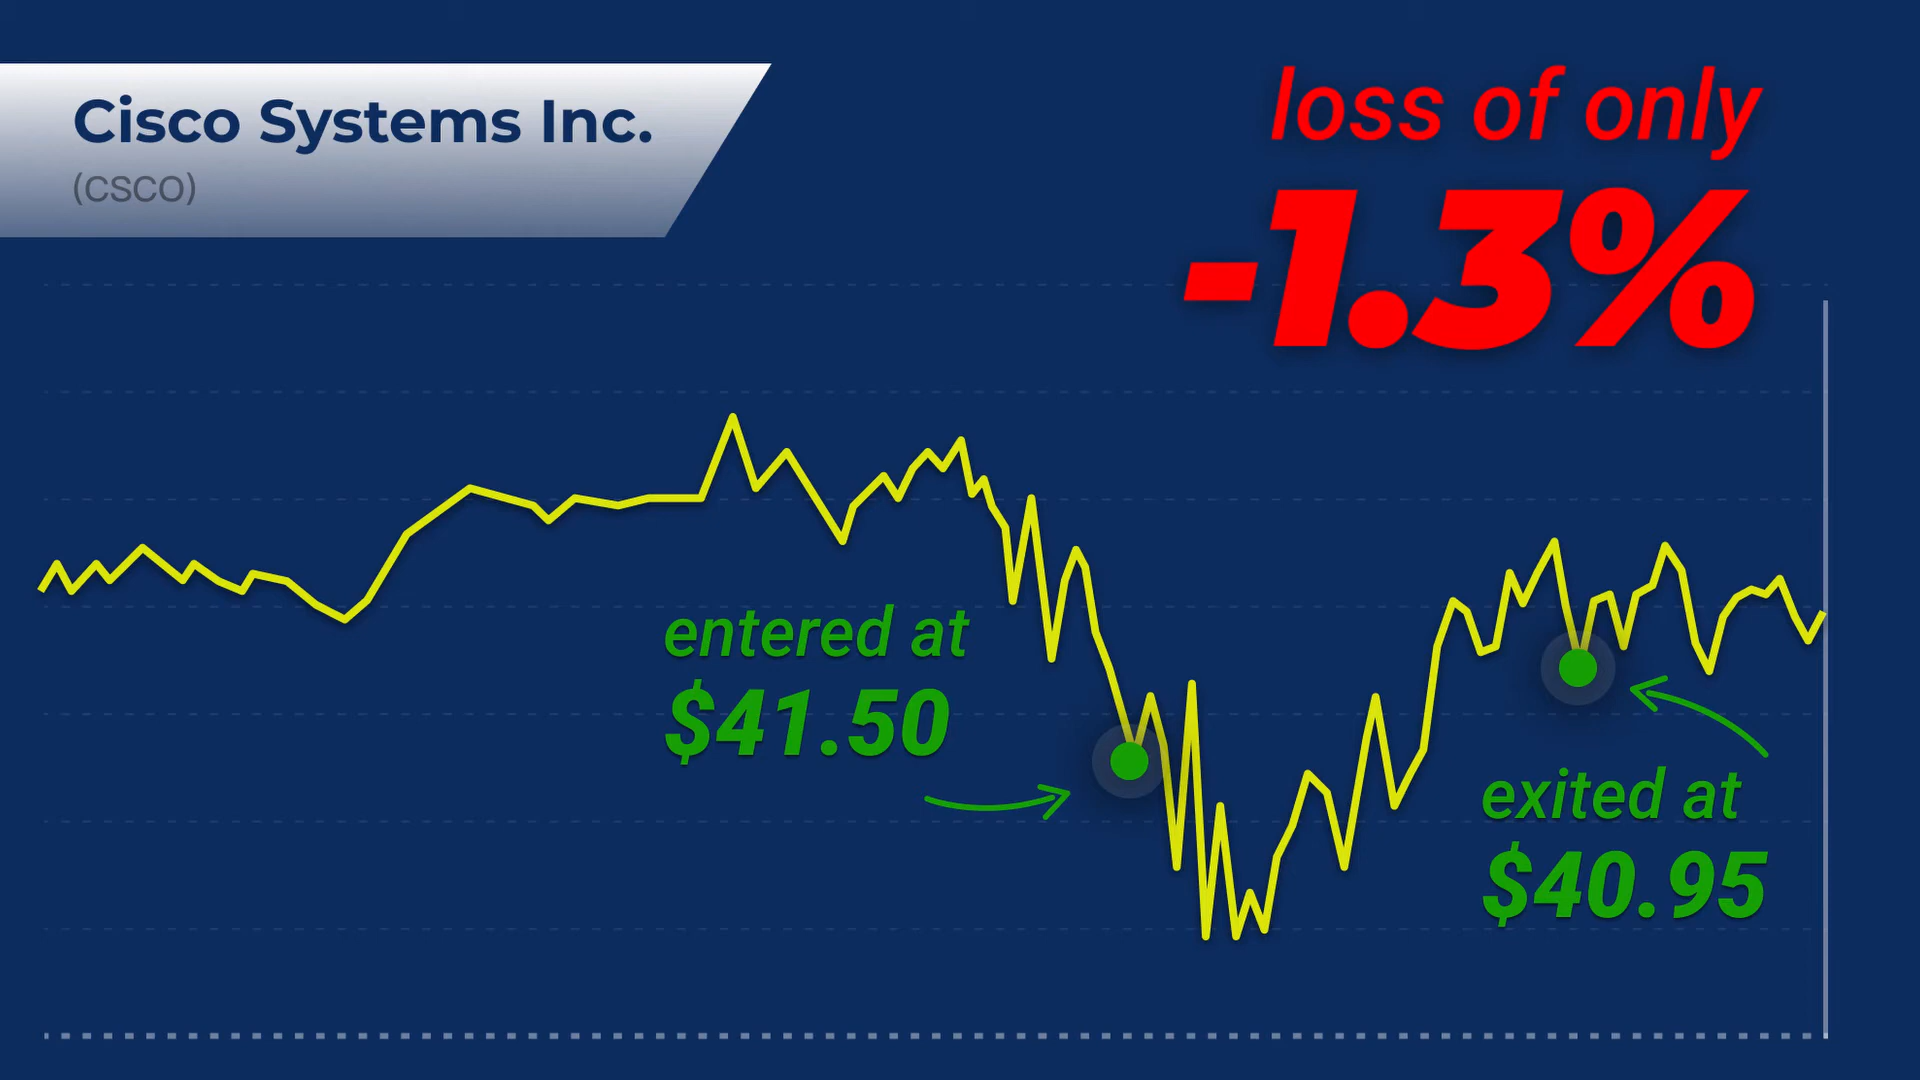 Cisco Systems Inc.
(CSCO)
loss of only
-1.3%
entered at
$41.50
exited at
$40.95